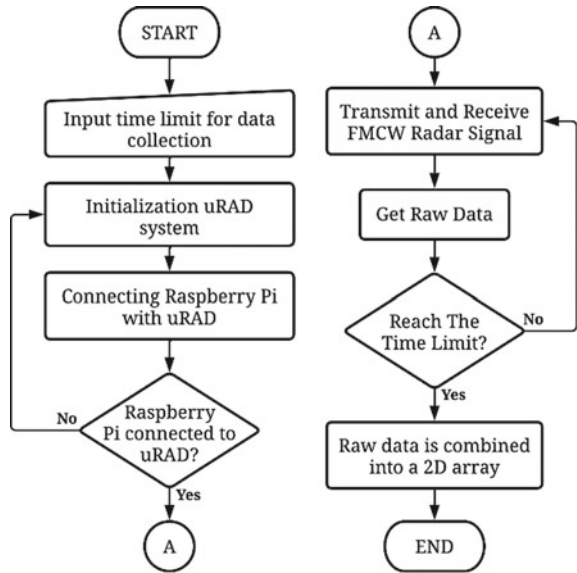 START
Input time limit for data
collection
Initialization uRAD
system
Connecting Raspberry Pi
with uRAD
Raspberry
Pi connected to
uRAD?
No
Yes
A
A
Transmit and Receive
FMCW Radar Signal
Get Raw Data
Reach The
Time Limit?
No
Yes
Raw data is combined
into a 2D array
END